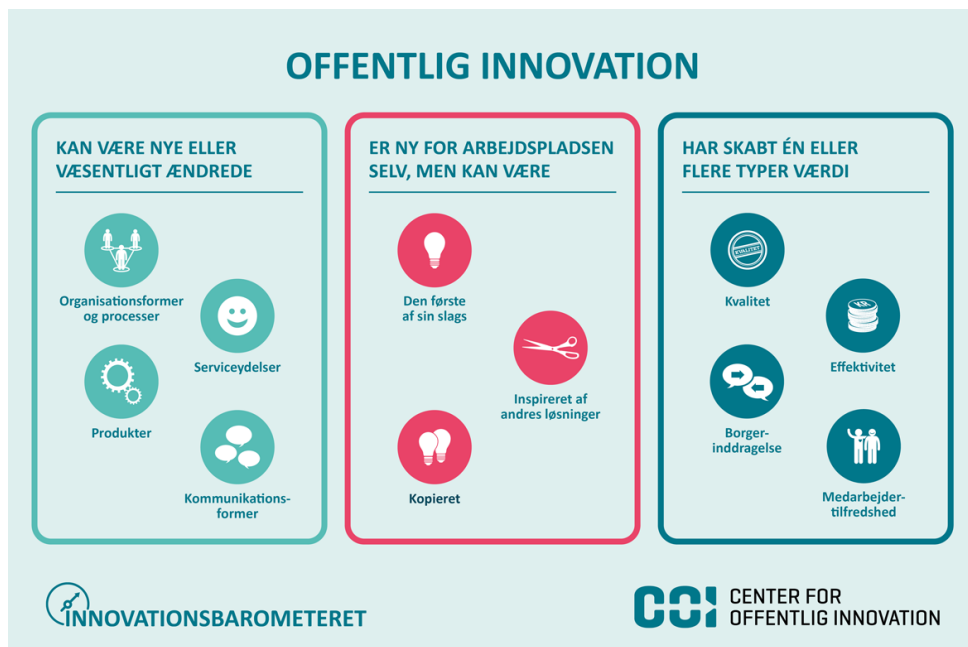 OFFENTLIG INNOVATION
KAN VÆRE NYE ELLER
VÆSENTLIGT ÆNDREDE
Organisationsformer
og processer
Serviceydelser
Produkter
Kommunikations-
former
ER NY FOR ARBEJDSPLADSEN
SELV, MEN KAN VÆRE
Den første
af sin slags
Inspireret af
andres løsninger
Kopieret
HAR SKABT ÉN ELLER
FLERE TYPER VÆRDI
KVALITET
Kvalitet
KR.
Effektivitet
Borger-
inddragelse
Medarbejder-
tilfredshed
INNOVATIONSBAROMETERET
COI
CENTER FOR
OFFENTLIG INNOVATION